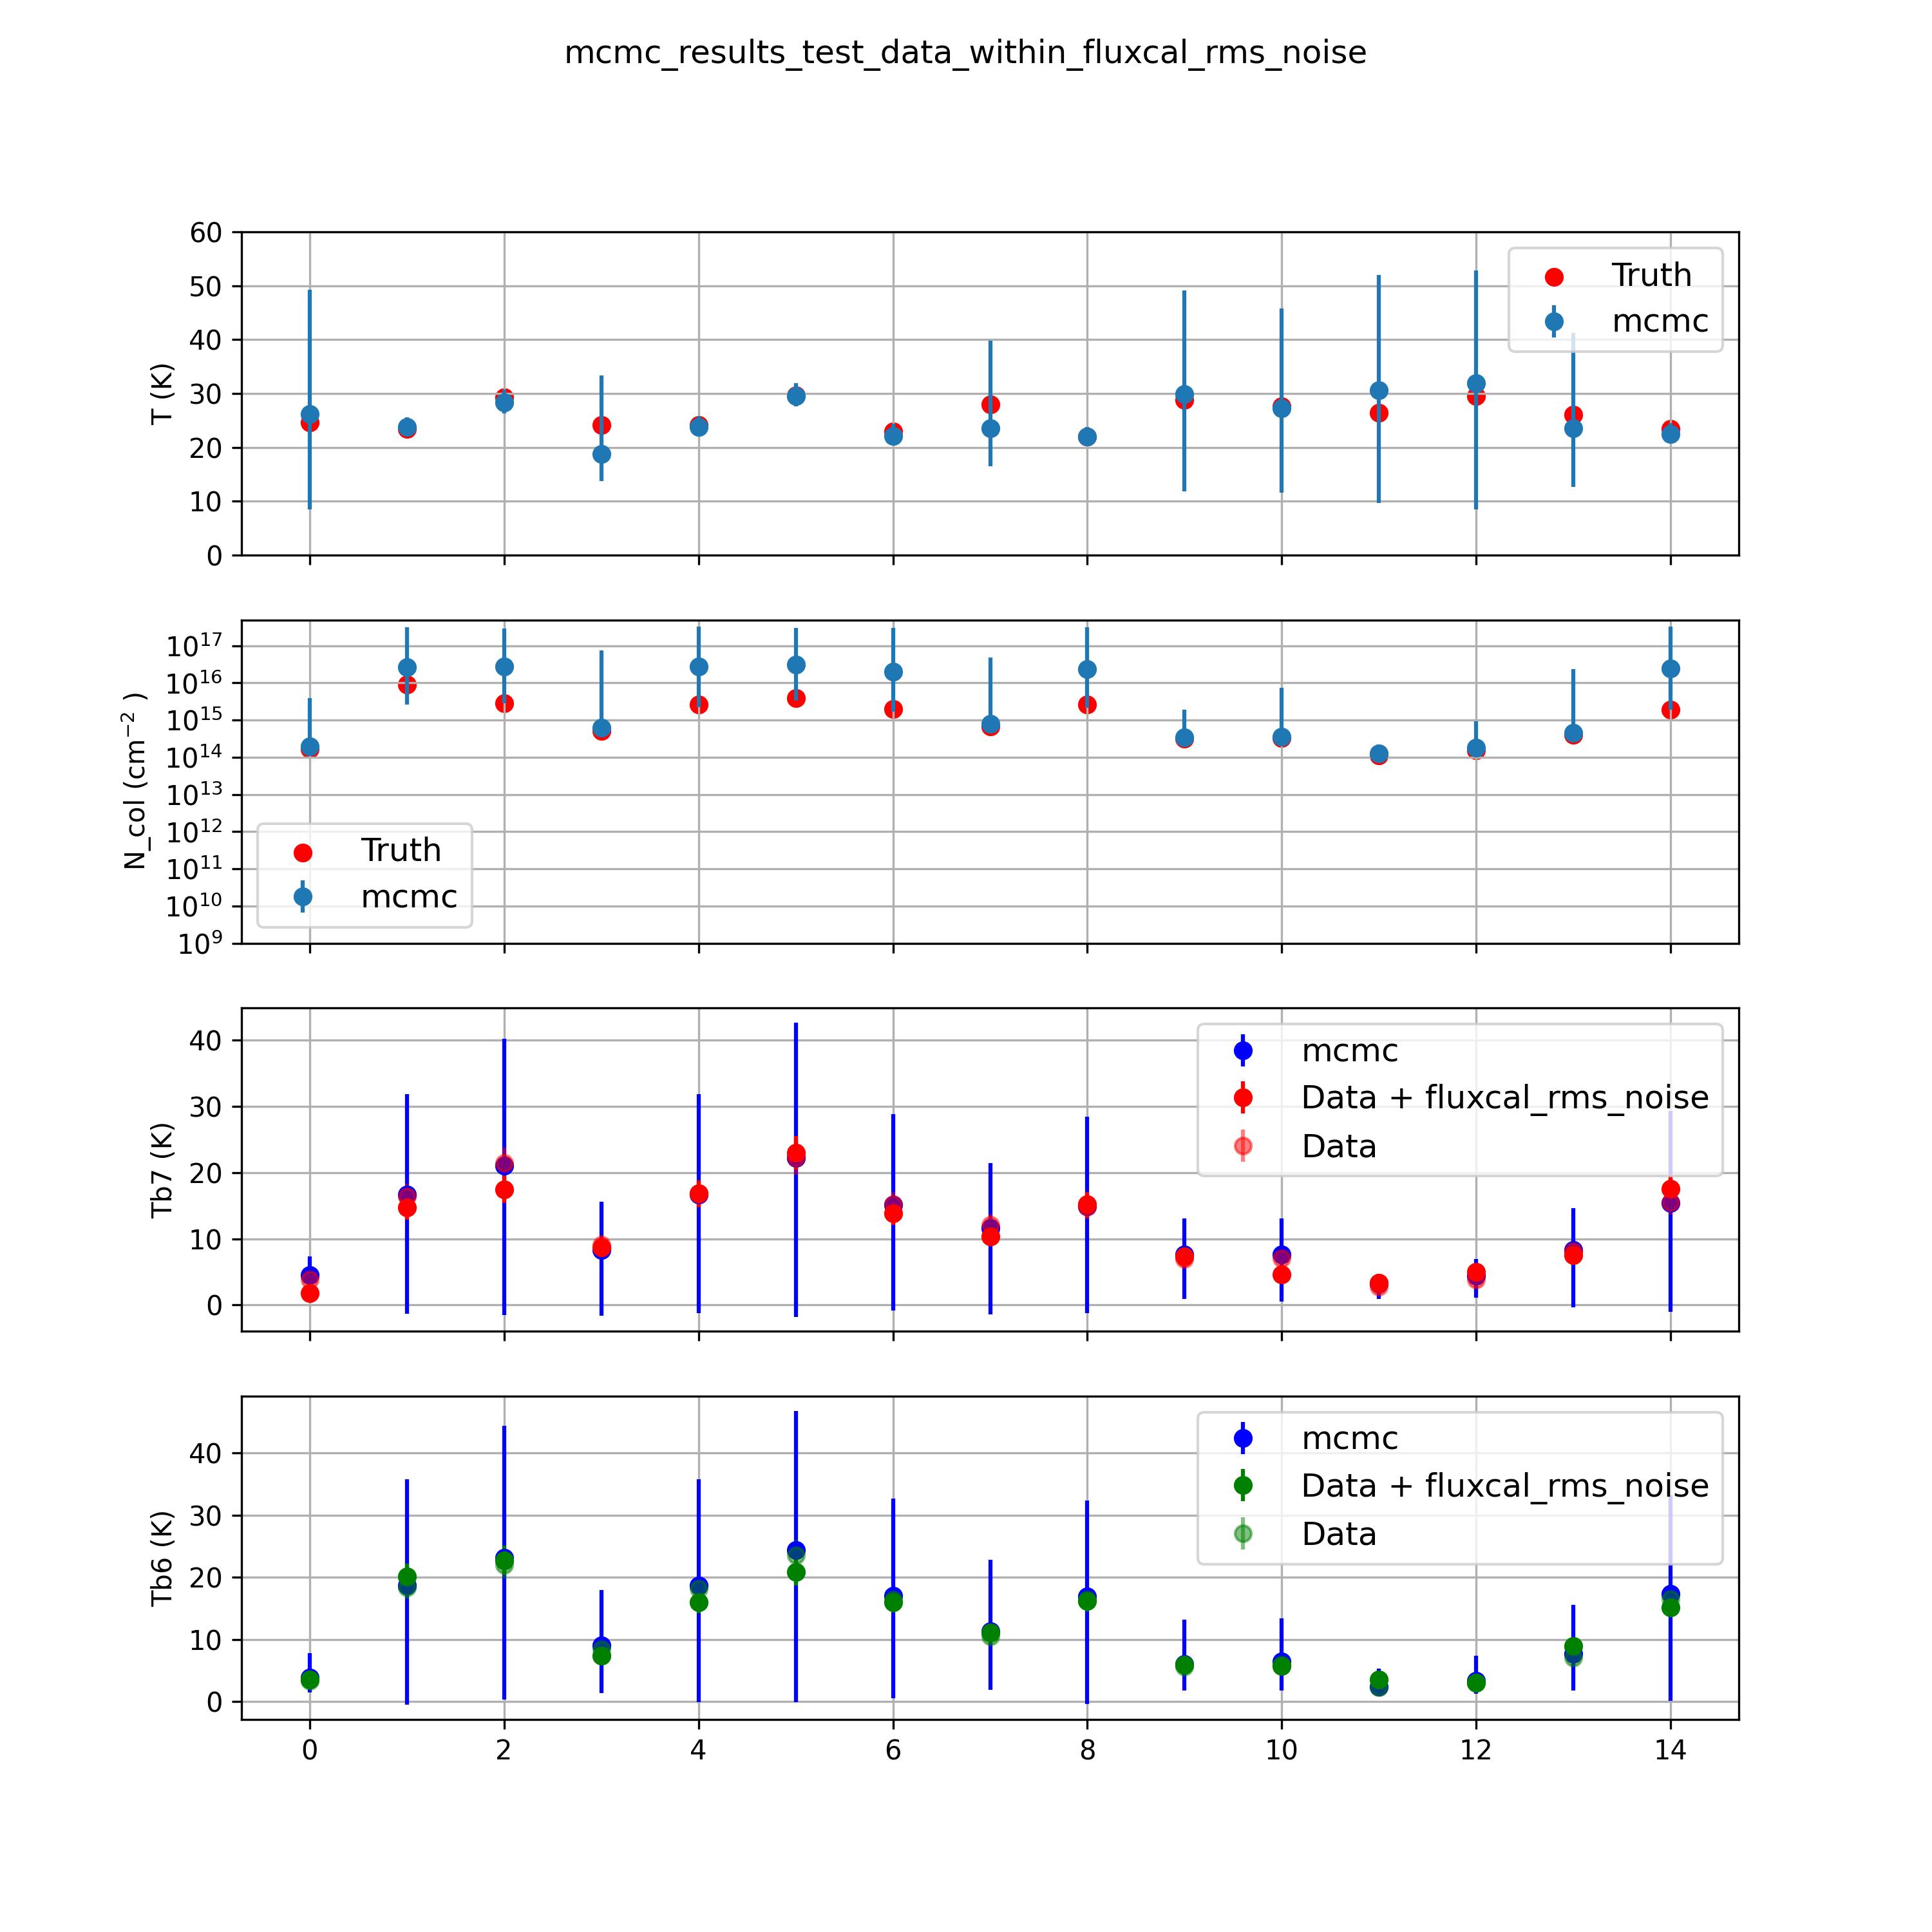 mcmc_results_test_data_within_fluxcal_rms_noise
60
50
40
30
20
10
0
T (K)
Truth
mcmc
10^17
10^16
10^15
10^14
10^13
10^12
10^11
10^10
10^9
N_col (cm^−2 )
Truth
mcmc
40
30
20
10
0
Tb7 (K)
mcmc
Data + fluxcal_rms_noise
Data
40
30
20
10
0
Tb6 (K)
mcmc
Data + fluxcal_rms_noise
Data
0 2 4 6 8 10 12 14